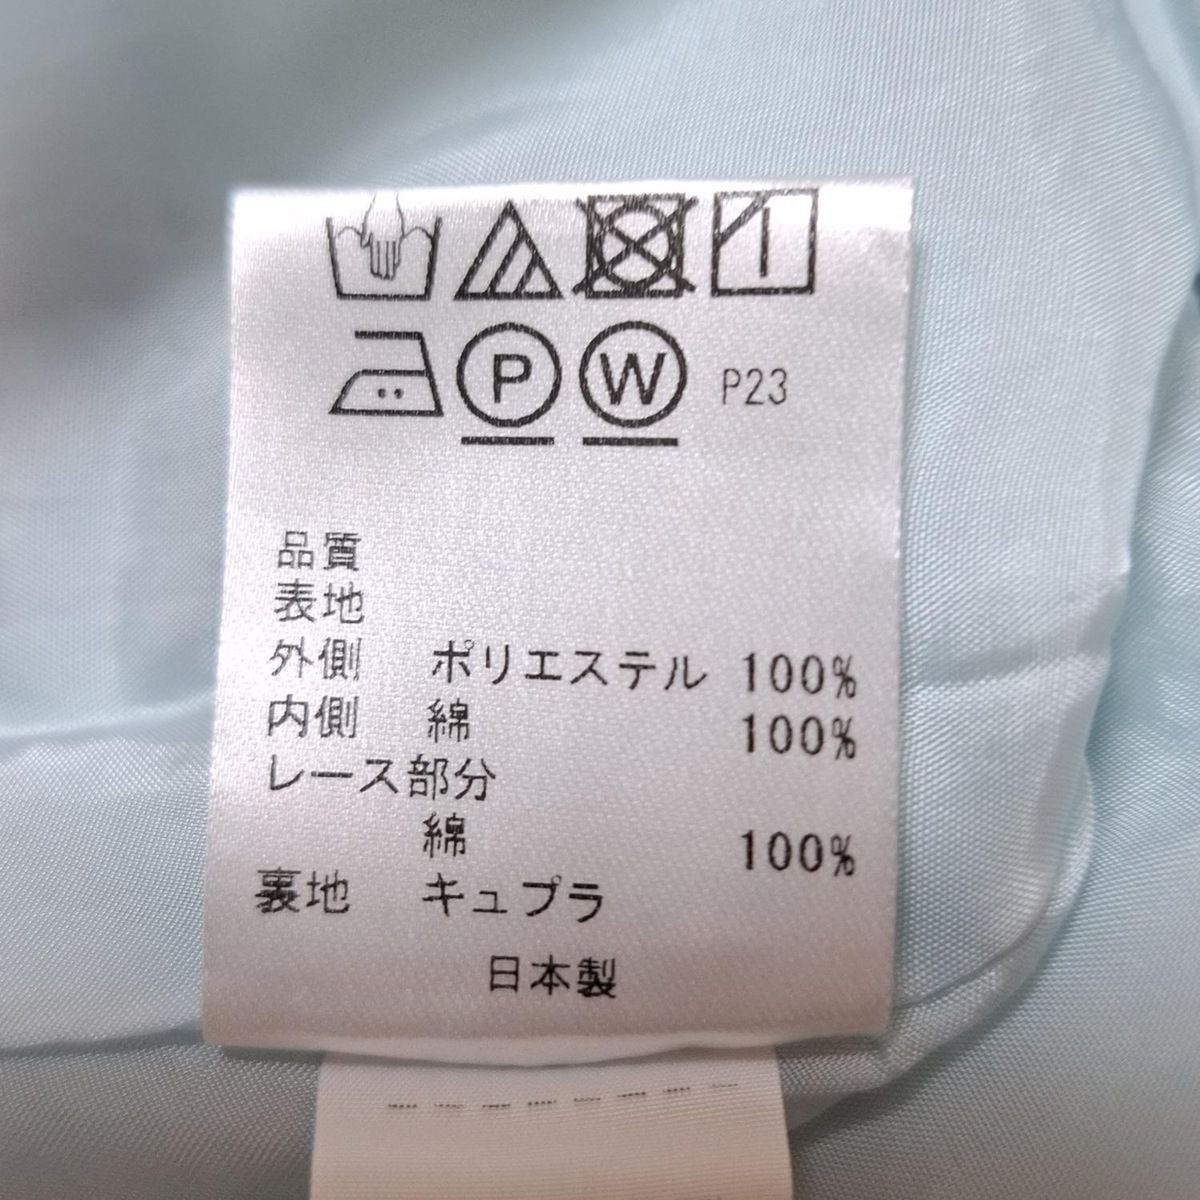 P W P23
品質
表地
外側 ポリエステル 100%
内側 綿 100%
レース部分
綿 100%
裏地 キュプラ
日本製